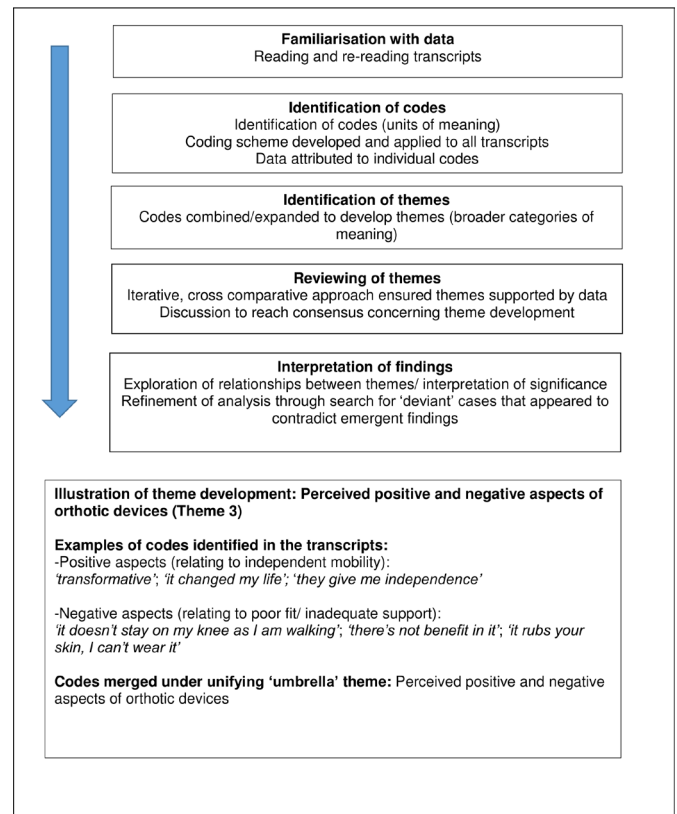 Familiarisation with data
Reading and re-reading transcripts
Identification of codes
Identification of codes (units of meaning)
Coding scheme developed and applied to all transcripts
Data attributed to individual codes
Identification of themes
Codes combined/expanded to develop themes (broader categories of
meaning)
Reviewing of themes
Iterative, cross comparative approach ensured themes supported by data
Discussion to reach consensus concerning theme development
Interpretation of findings
Exploration of relationships between themes/ interpretation of significance
Refinement of analysis through search for ‘deviant’ cases that appeared to
contradict emergent findings
Illustration of theme development: Perceived positive and negative aspects of
orthotic devices (Theme 3)
Examples of codes identified in the transcripts:
-Positive aspects (relating to independent mobility):
‘transformative’; ‘it changed my life’; ‘they give me independence’
-Negative aspects (relating to poor fit/ inadequate support):
‘it doesn’t stay on my knee as I am walking’; ‘there’s not benefit in it’; ‘it rubs your
skin, I can’t wear it’
Codes merged under unifying ‘umbrella’ theme: Perceived positive and negative
aspects of orthotic devices